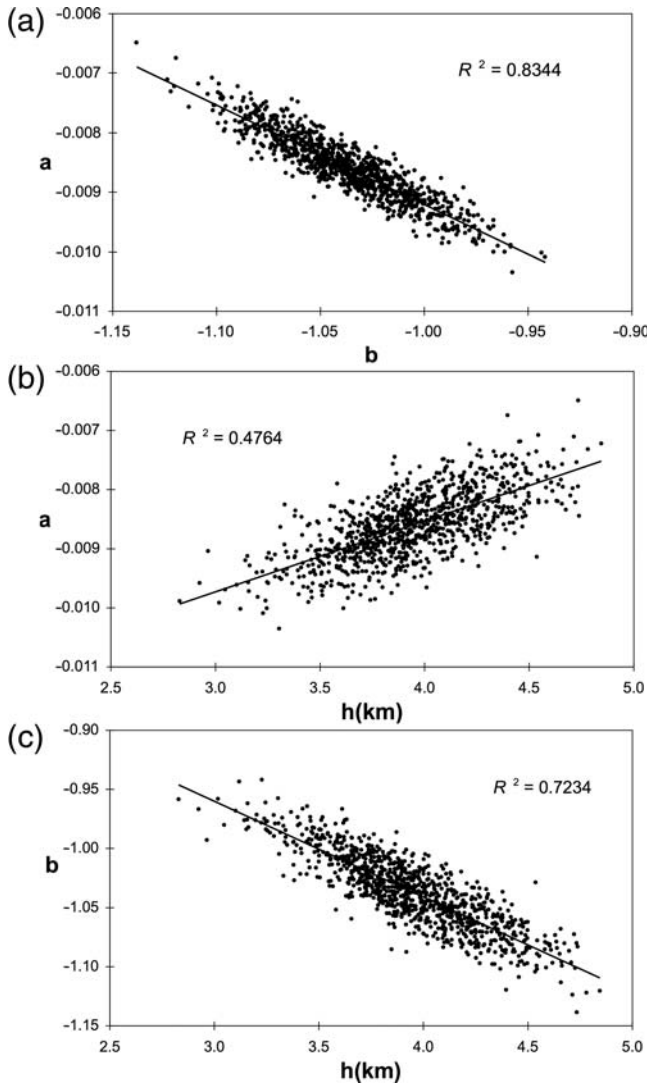 (a)
−0.006
−0.007
−0.008
a
−0.009
−0.010
−0.011
R² = 0.8344
−1.15 −1.10 −1.05 −1.00 −0.95 −0.90
b
(b)
−0.006
−0.007
−0.008
a
−0.009
−0.010
−0.011
R² = 0.4764
2.5 3.0 3.5 4.0 4.5 5.0
h(km)
(c)
−0.90
−0.95
−1.00
b
−1.05
−1.10
−1.15
R² = 0.7234
2.5 3.0 3.5 4.0 4.5 5.0
h(km)